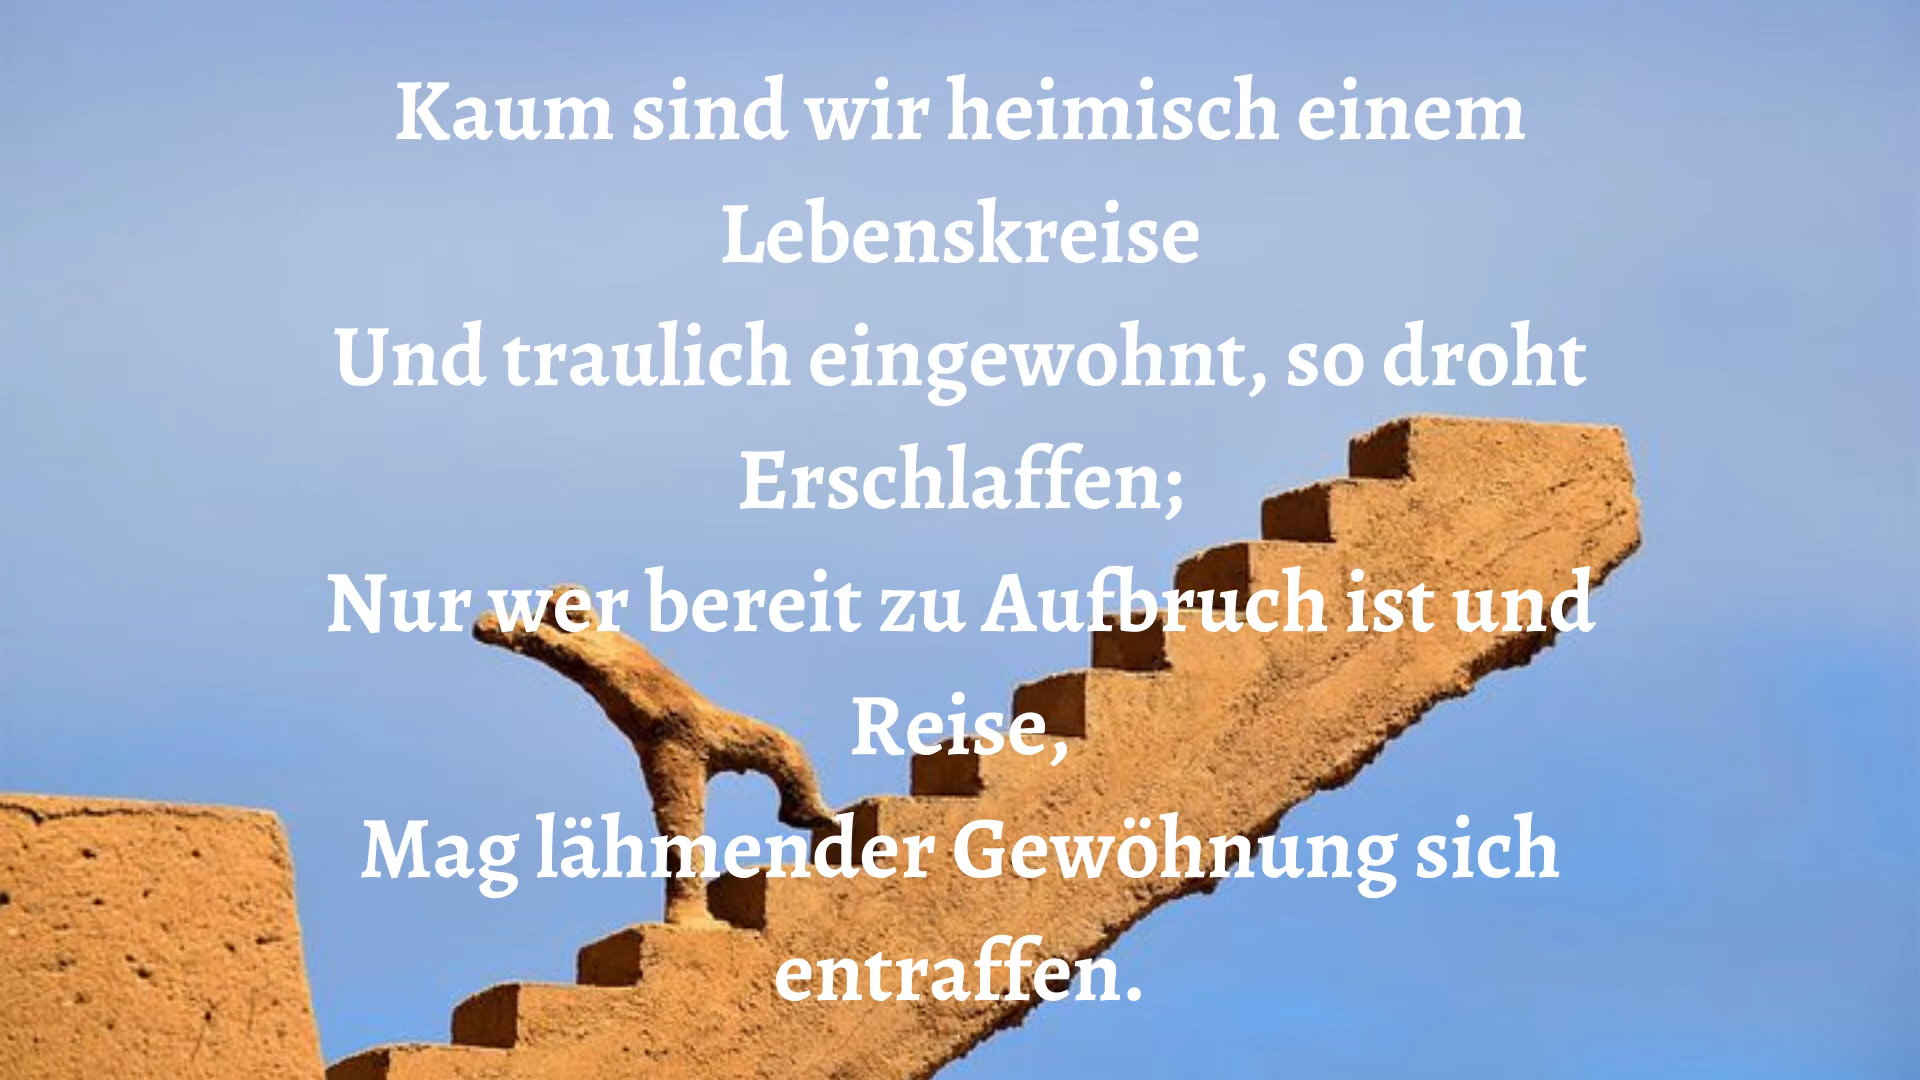 Kaum sind wir heimisch einem
Lebenskreise
Und traulich eingewohnt, so droht
Erschlaffen;
Nur wer bereit zu Aufbruch ist und
Reise,
Mag lähmender Gewöhnung sich
entraffen.